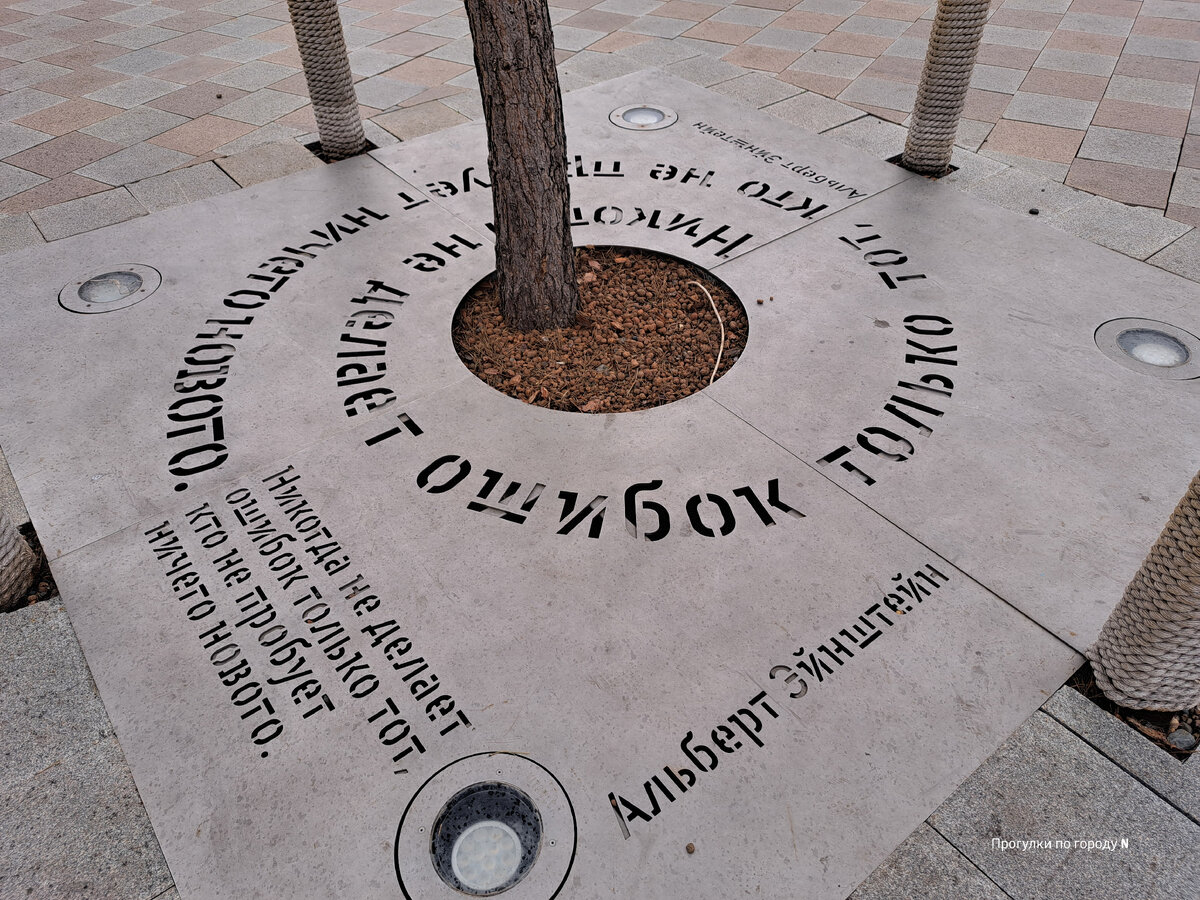 Альберт Эйнштейн
Никогда не делает ошибок только тот, кто не пробует ничего нового.
Никогда не делает
ошибок только тот,
кто не пробует
ничего нового.
Альберт Эйнштейн
Прогулки по городу N